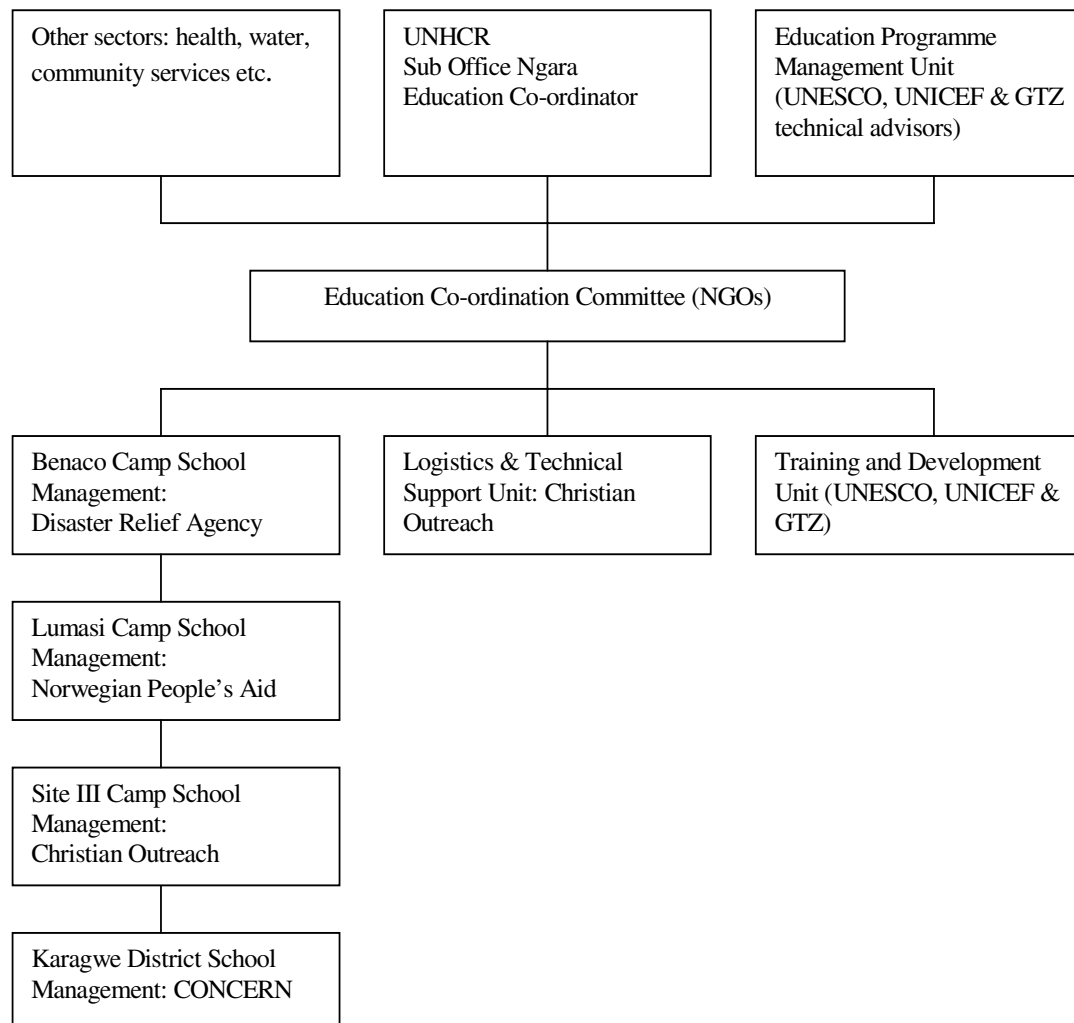 Other sectors: health, water,
community services etc.
UNHCR
Sub Office Ngara
Education Co-ordinator
Education Programme
Management Unit
(UNESCO, UNICEF & GTZ
technical advisors)
Education Co-ordination Committee (NGOs)
Benaco Camp School
Management:
Disaster Relief Agency
Logistics & Technical
Support Unit: Christian
Outreach
Training and Development
Unit (UNESCO, UNICEF &
GTZ)
Lumasi Camp School
Management:
Norwegian People’s Aid
Site III Camp School
Management:
Christian Outreach
Karagwe District School
Management: CONCERN